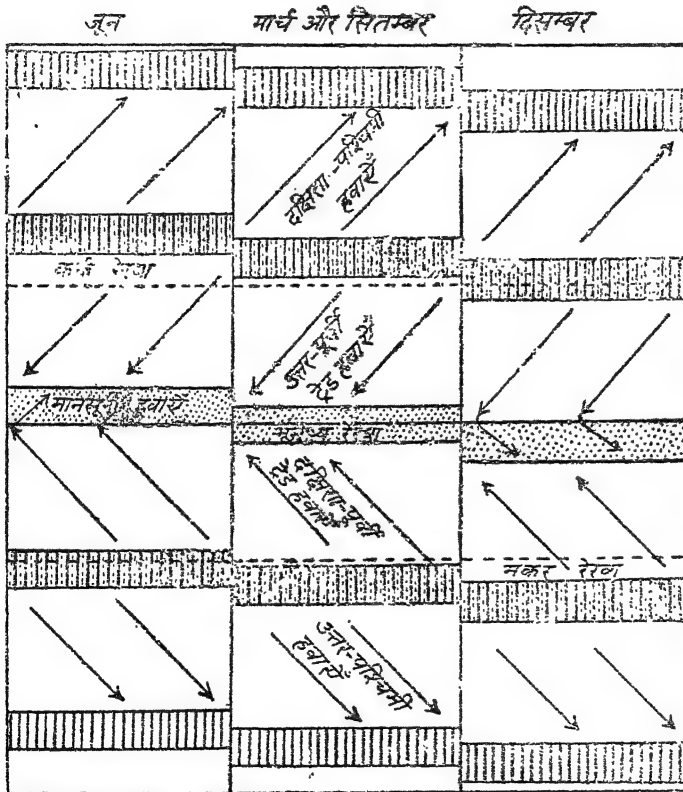 जून
मार्च और सितम्बर
दिसम्बर
दक्षिण-पश्चिमी
हवायें
कर्क रेखा
उत्तर-पूर्वी
ट्रेड हवायें
मानसूनी हवायें
रेखा
दक्षिण-पूर्वी
ट्रेड हवायें
मकर रेखा
उत्तर-पश्चिमी
हवायें